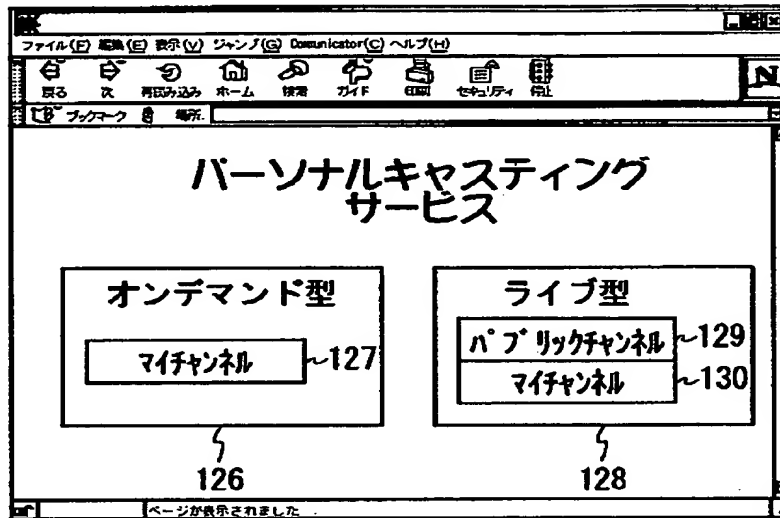 ファイル(F) 編集(E) 表示(V) ジャンプ(G) Communicator(C) ヘルプ(H)
戻る 次 再読み込み ホーム 検索 ガイド 印刷 セキュリティ 停止 N
ブックマーク 場所:
パーソナルキャスティング
サービス
オンデマンド型
マイチャンネル
127
126
ライブ型
パブリックチャンネル
129
マイチャンネル
130
128
ページが表示されました